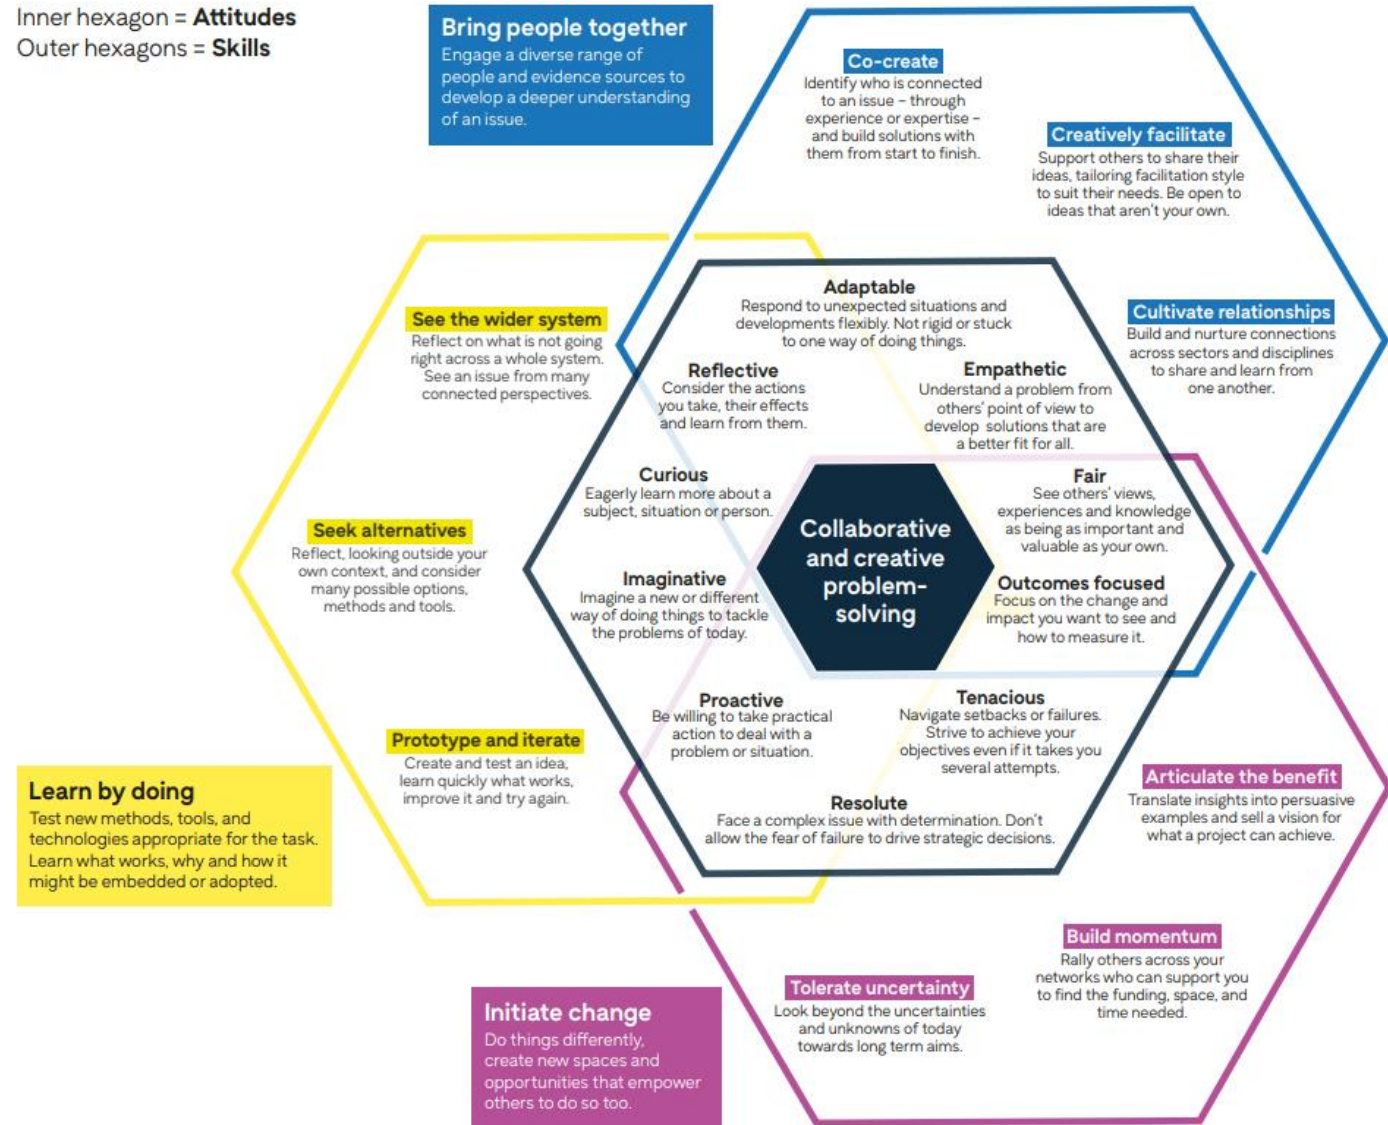 Inner hexagon = Attitudes
Outer hexagons = Skills
Bring people together
Engage a diverse range of
people and evidence sources to
develop a deeper understanding
of an issue.
Co-create
Identify who is connected
to an issue – through
experience or expertise –
and build solutions with
them from start to finish.
Creatively facilitate
Support others to share their
ideas, tailoring facilitation style
to suit their needs. Be open to
ideas that aren't your own.
Cultivate relationships
Build and nurture connections
across sectors and disciplines
to share and learn from
one another.
See the wider system
Reflect on what is not going
right across a whole system.
See an issue from many
connected perspectives.
Seek alternatives
Reflect, looking outside your
own context, and consider
many possible options,
methods and tools.
Prototype and iterate
Create and test an idea,
learn quickly what works,
improve it and try again.
Learn by doing
Test new methods, tools, and
technologies appropriate for the task.
Learn what works, why and how it
might be embedded or adopted.
Adaptable
Respond to unexpected situations and
developments flexibly. Not rigid or stuck
to one way of doing things.
Reflective
Consider the actions
you take, their effects
and learn from them.
Empathetic
Understand a problem from
others' point of view to
develop solutions that are
a better fit for all.
Curious
Eagerly learn more about a
subject, situation or person.
Fair
See others' views,
experiences and knowledge
as being as important and
valuable as your own.
Collaborative
and creative
problem-
solving
Imaginative
Imagine a new or different
way of doing things to tackle
the problems of today.
Outcomes focused
Focus on the change and
impact you want to see and
how to measure it.
Proactive
Be willing to take practical
action to deal with a
problem or situation.
Tenacious
Navigate setbacks or failures.
Strive to achieve your
objectives even if it takes you
several attempts.
Resolute
Face a complex issue with determination. Don't
allow the fear of failure to drive strategic decisions.
Articulate the benefit
Translate insights into persuasive
examples and sell a vision for
what a project can achieve.
Build momentum
Rally others across your
networks who can support you
to find the funding, space, and
time needed.
Tolerate uncertainty
Look beyond the uncertainties
and unknowns of today
towards long term aims.
Initiate change
Do things differently,
create new spaces and
opportunities that empower
others to do so too.